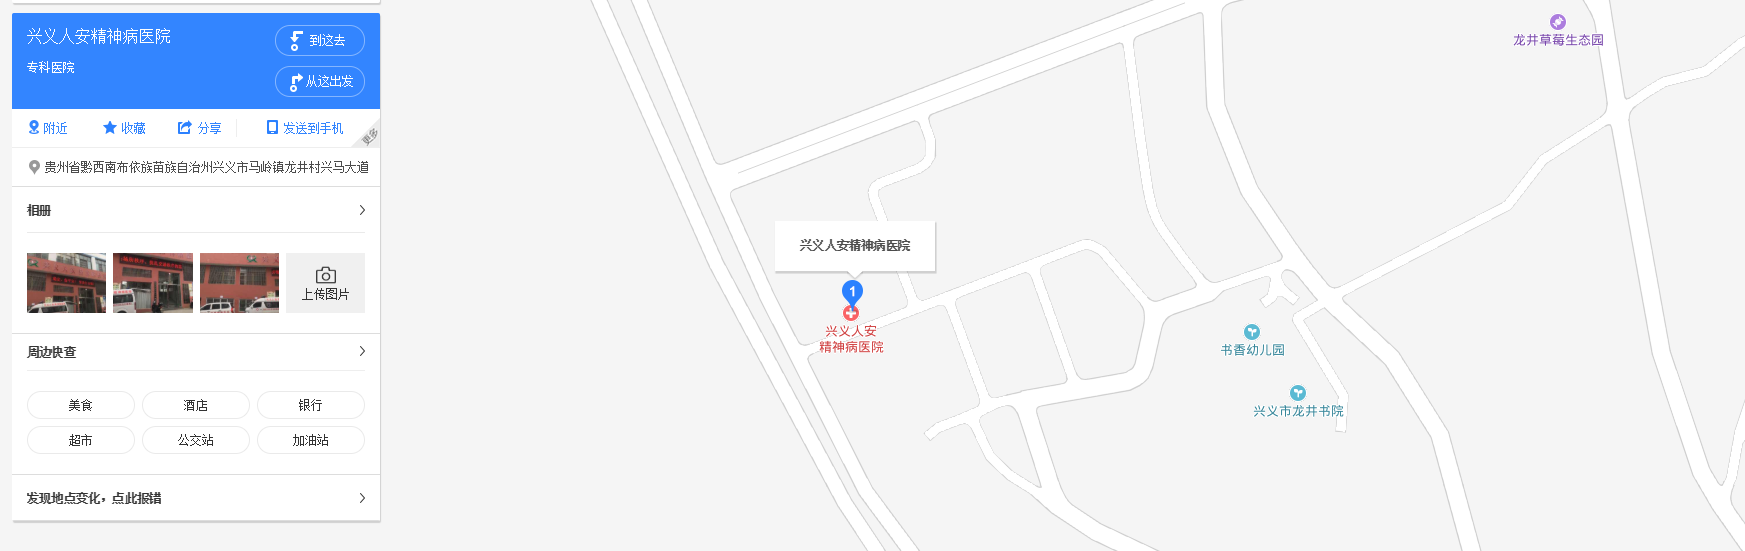 兴义人安精神病医院
专科医院
到这去
从这出发
附近
收藏
分享
发送到手机
更多
贵州省黔西南布依族苗族自治州兴义市马岭镇龙井村兴马大道
相册
上传图片
周边快查
美食
酒店
银行
超市
公交站
加油站
发现地点变化，点此报错
龙井草莓生态园
兴义人安精神病医院
1
兴义人安
精神病医院
书香幼儿园
兴义市龙井书院